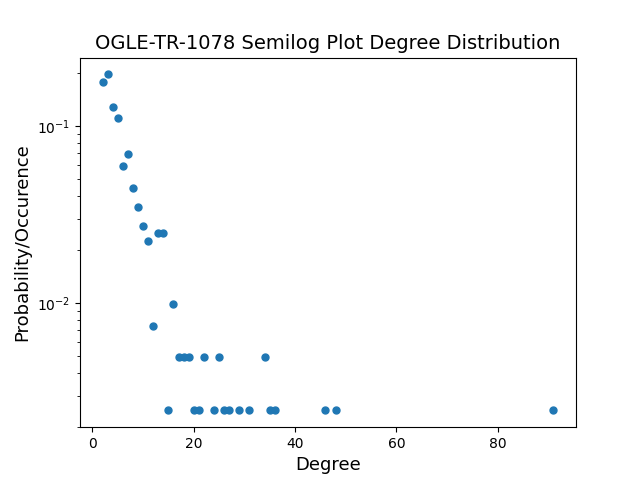 OGLE-TR-1078 Semilog Plot Degree Distribution
Probability/Occurence
10⁻¹
10⁻²
0 20 40 60 80
Degree